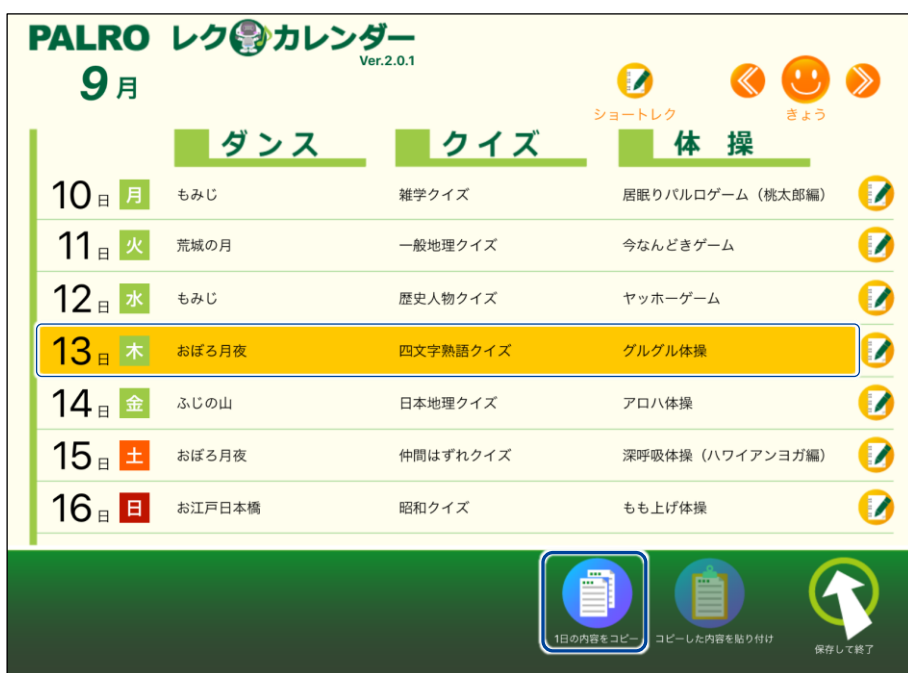 PALRO レクカレンダー
Ver.2.0.1
9月
ショートレク
きょう
ダンス クイズ 体操
10日 月 もみじ 雑学クイズ 居眠りパルロゲーム（桃太郎編）
11日 火 荒城の月 一般地理クイズ 今なんどきゲーム
12日 水 もみじ 歴史人物クイズ ヤッホーゲーム
13日 木 おぼろ月夜 四文字熟語クイズ グルグル体操
14日 金 ふじの山 日本地理クイズ アロハ体操
15日 土 おぼろ月夜 仲間はずれクイズ 深呼吸体操（ハワイアンヨガ編）
16日 日 お江戸日本橋 昭和クイズ もも上げ体操
1日の内容をコピー コピーした内容を貼り付け
保存して終了